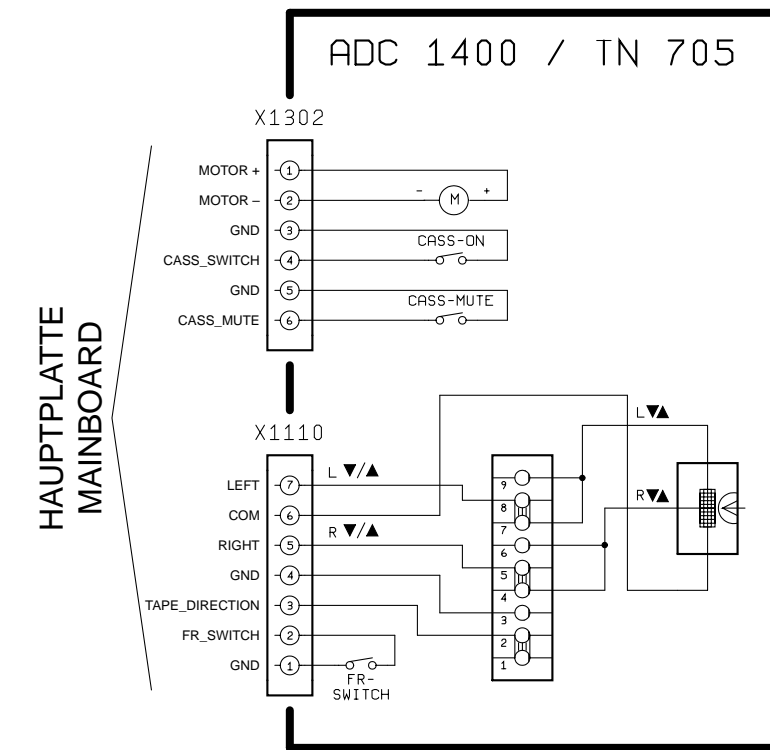 ADC 1400 / TN 705
X1302
MOTOR + 1
MOTOR – 2
- M +
GND 3
CASS-ON
CASS_SWITCH 4
GND 5
CASS-MUTE
CASS_MUTE 6
HAUPTPLATTE
MAINBOARD
X1110
L ▼▲
L ▼/▲
LEFT 7
COM 6
R ▼/▲
R▼▲
RIGHT 5
GND 4
TAPE_DIRECTION 3
FR_SWITCH 2
GND 1
FR-
SWITCH
9
8
7
6
5
4
3
2
1